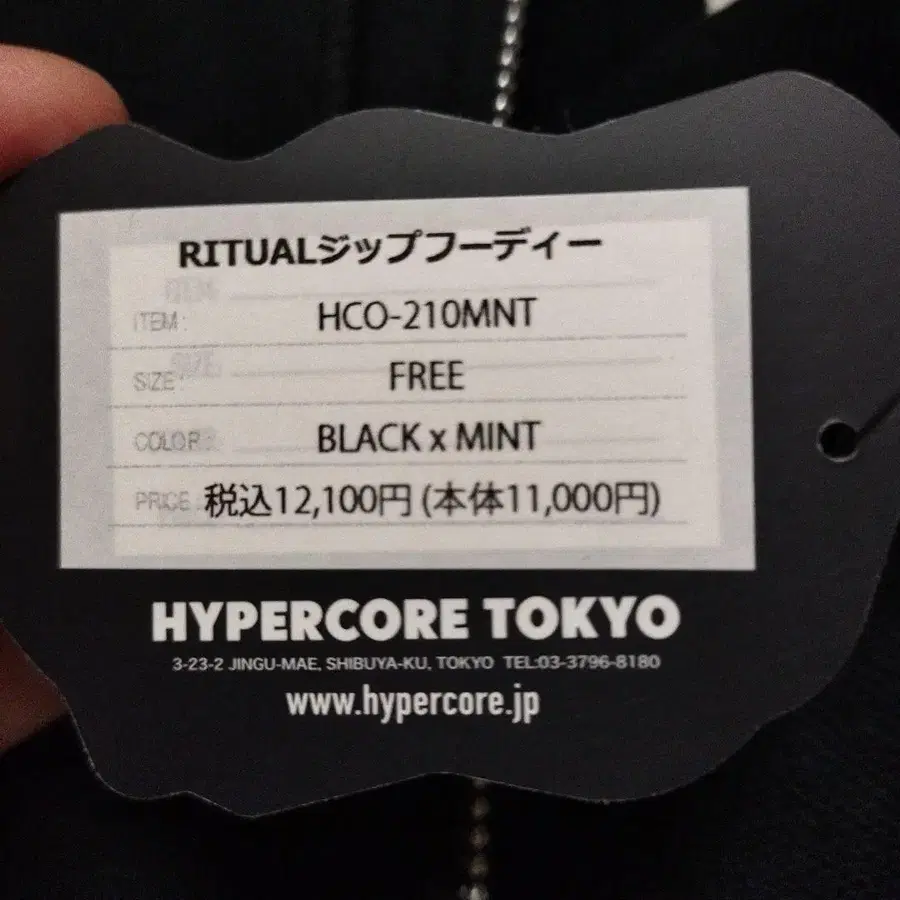 RITUALジップフーディー
ITEM: HCO-210MNT
SIZE: FREE
COLOR: BLACK x MINT
PRICE: 税込12,100円 (本体11,000円)
HYPERCORE TOKYO
3-23-2 JINGU-MAE, SHIBUYA-KU, TOKYO TEL:03-3796-8180
www.hypercore.jp